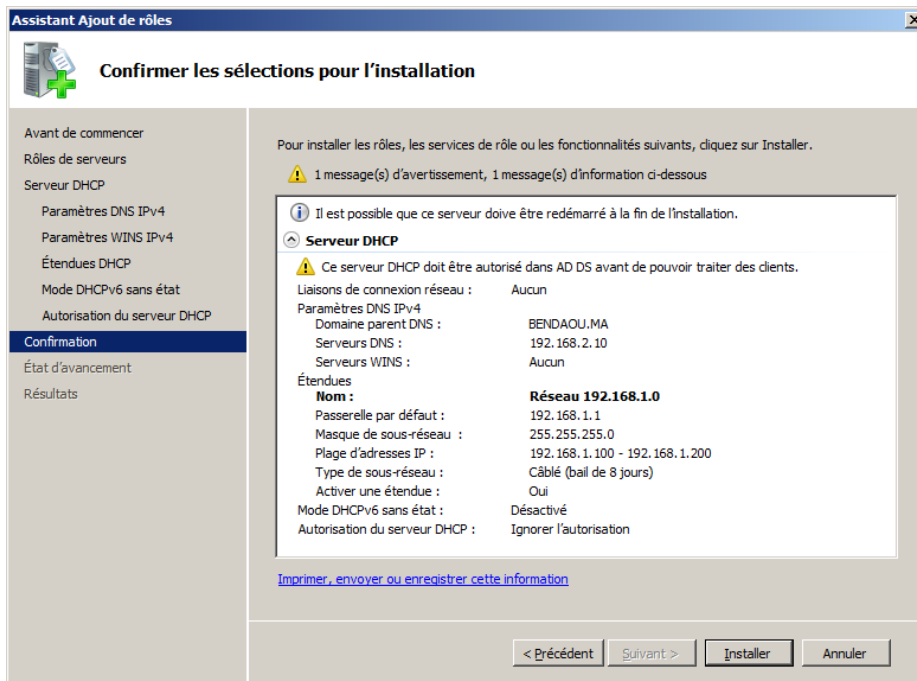 Assistant Ajout de rôles
Confirmer les sélections pour l'installation
Avant de commencer
Rôles de serveurs
Serveur DHCP
Paramètres DNS IPv4
Paramètres WINS IPv4
Étendues DHCP
Mode DHCPv6 sans état
Autorisation du serveur DHCP
Confirmation
État d'avancement
Résultats
Pour installer les rôles, les services de rôle ou les fonctionnalités suivants, cliquez sur Installer.
1 message(s) d'avertissement, 1 message(s) d'information ci-dessous
Il est possible que ce serveur doive être redémarré à la fin de l'installation.
Serveur DHCP
Ce serveur DHCP doit être autorisé dans AD DS avant de pouvoir traiter des clients.
Liaisons de connexion réseau : Aucun
Paramètres DNS IPv4
Domaine parent DNS : BENDAOU.MA
Serveurs DNS : 192.168.2.10
Serveurs WINS : Aucun
Étendues
Nom : Réseau 192.168.1.0
Passerelle par défaut : 192.168.1.1
Masque de sous-réseau : 255.255.255.0
Plage d'adresses IP : 192.168.1.100 - 192.168.1.200
Type de sous-réseau : Câblé (bail de 8 jours)
Activer une étendue : Oui
Mode DHCPv6 sans état : Désactivé
Autorisation du serveur DHCP : Ignorer l'autorisation
Imprimer, envoyer ou enregistrer cette information
< Précédent Suivant > Installer Annuler